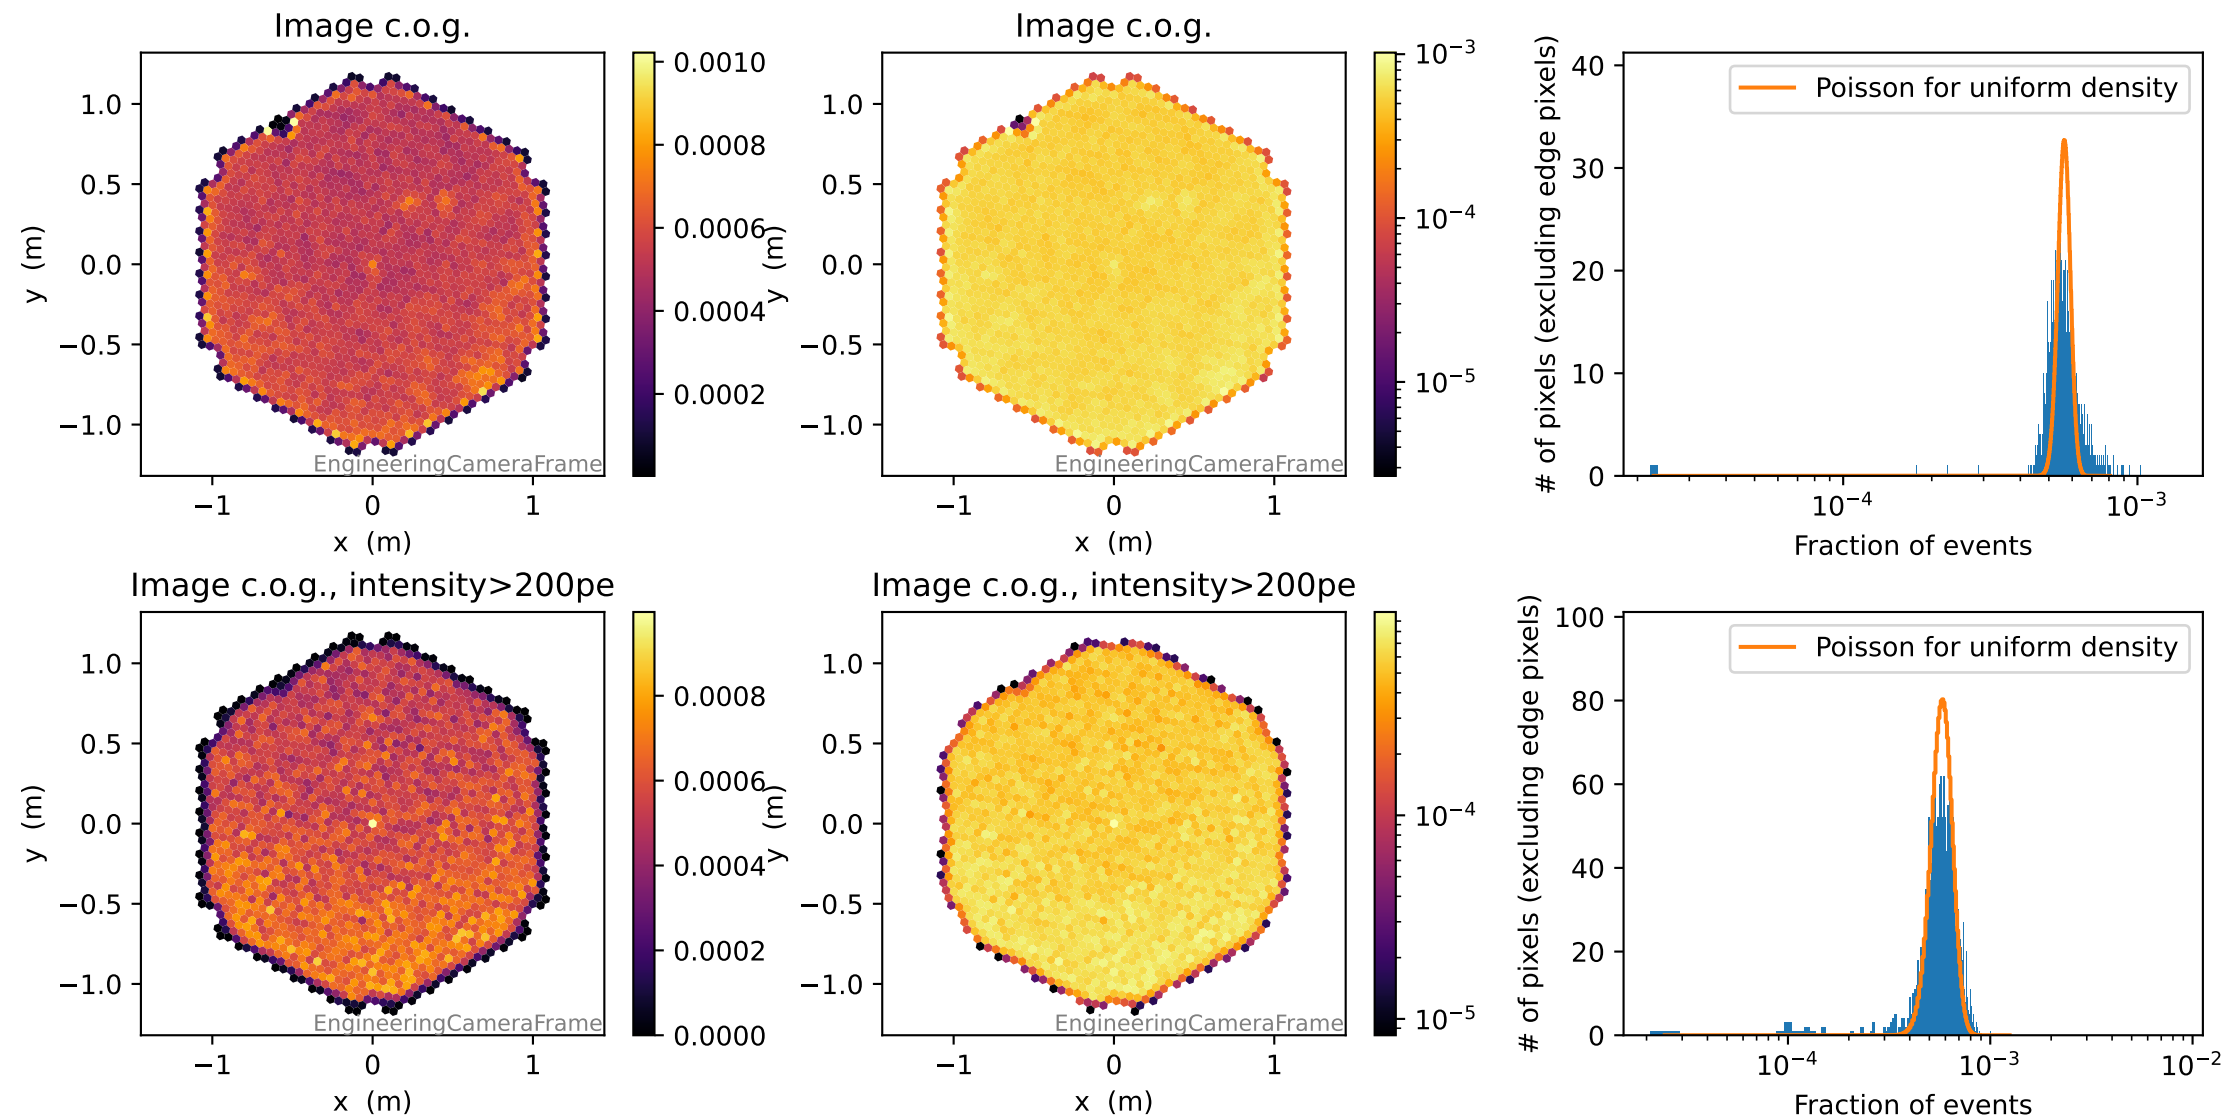 Image c.o.g.
1.0
0.5
0.0
−0.5
−1.0
y (m)
−1
0
1
x (m)
EngineeringCameraFrame
0.0010
0.0008
0.0006
0.0004
0.0002
Image c.o.g.
1.0
0.5
0.0
−0.5
−1.0
y (m)
−1
0
1
x (m)
EngineeringCameraFrame
10⁻³
10⁻⁴
10⁻⁵
Poisson for uniform density
40
30
20
10
0
# of pixels (excluding edge pixels)
10⁻⁴
10⁻³
Fraction of events
Image c.o.g., intensity>200pe
1.0
0.5
0.0
−0.5
−1.0
y (m)
−1
0
1
x (m)
EngineeringCameraFrame
0.0008
0.0006
0.0004
0.0002
0.0000
Image c.o.g., intensity>200pe
1.0
0.5
0.0
−0.5
−1.0
y (m)
−1
0
1
x (m)
EngineeringCameraFrame
10⁻⁴
10⁻⁵
Poisson for uniform density
100
80
60
40
20
0
# of pixels (excluding edge pixels)
10⁻⁴
10⁻³
10⁻²
Fraction of events